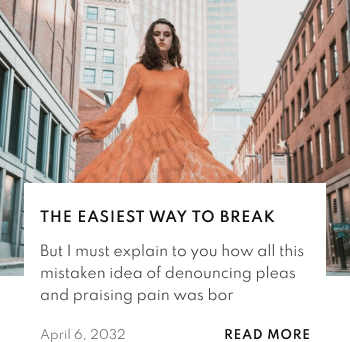 THE EASIEST WAY TO BREAK
But I must explain to you how all this
mistaken idea of denouncing pleas
and praising pain was bor
April 6, 2032
READ MORE